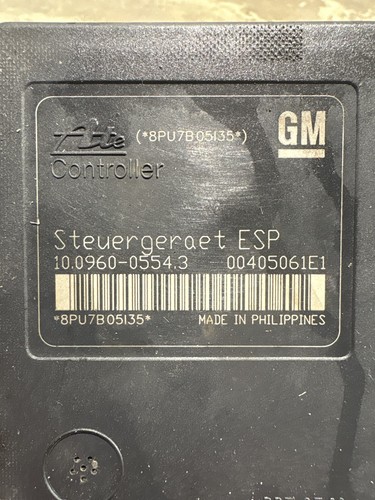 Ate (*8PU7B05135*) GM
Controller
Steuergeraet ESP
10.0960-0554.3 00405061E1
*8PU7B05135*
MADE IN PHILIPPINES